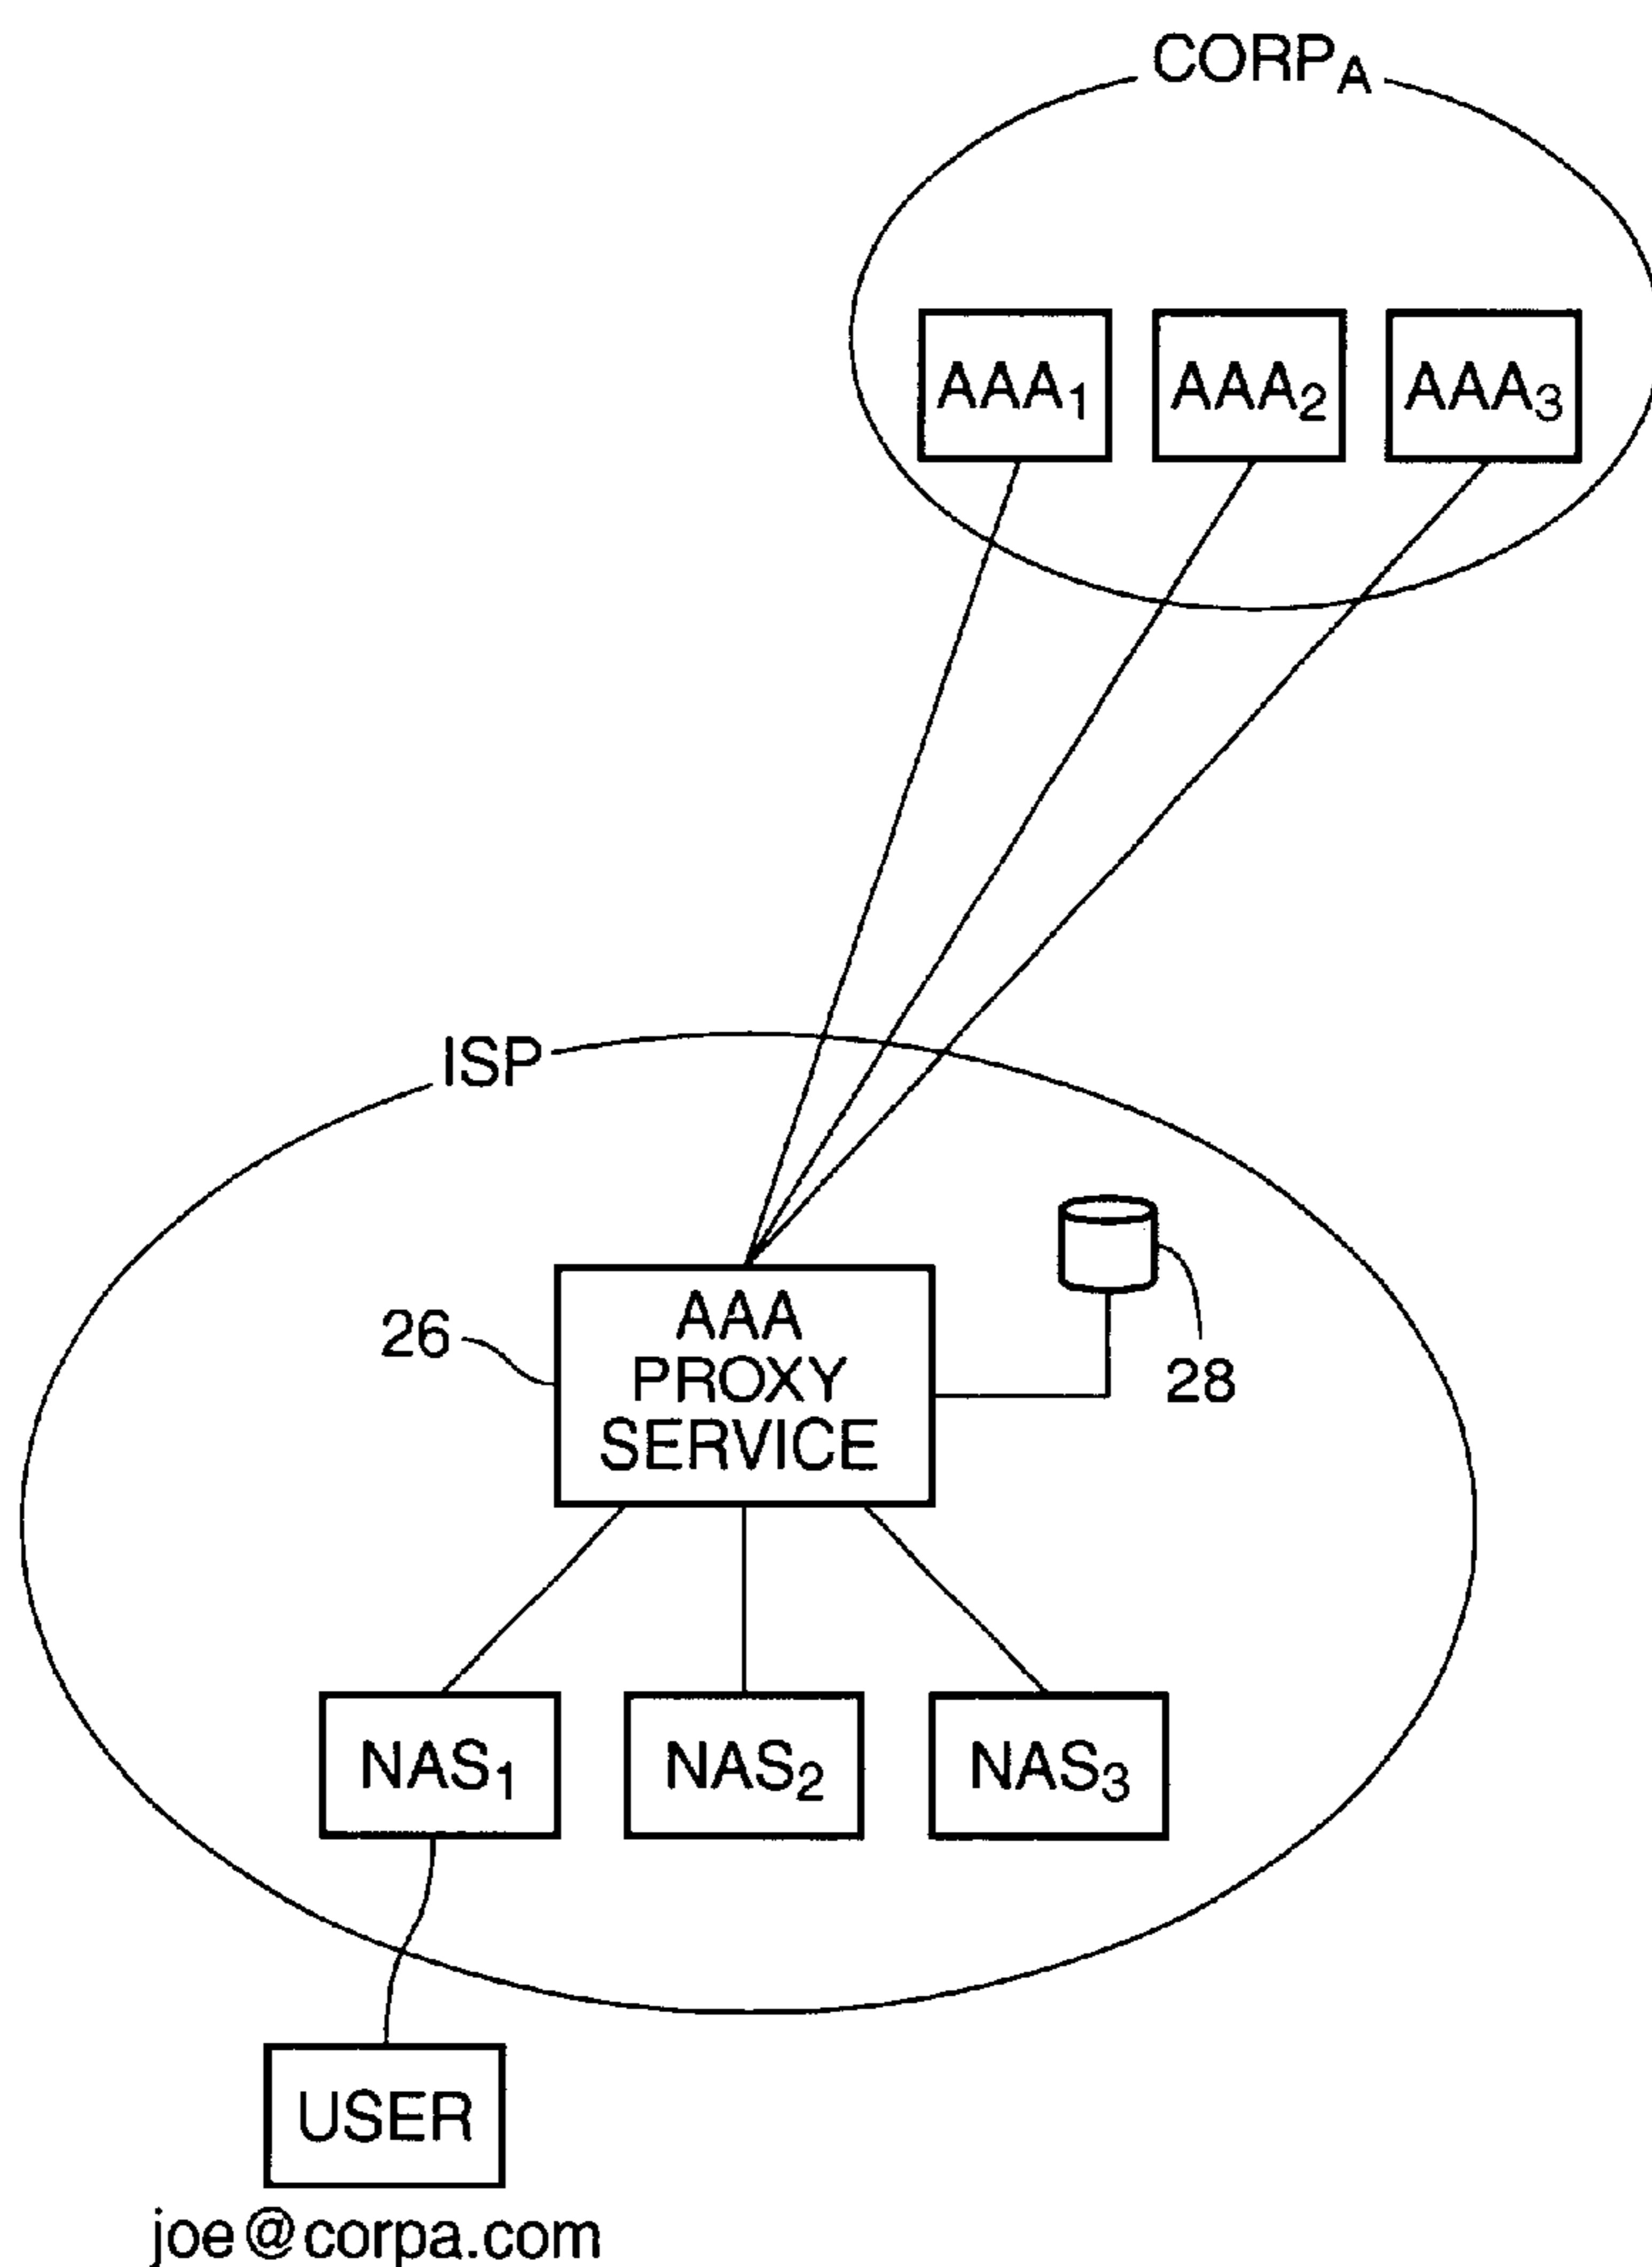 CORPA
AAA1 AAA2 AAA3
ISP
26
AAA
PROXY
SERVICE
28
NAS1 NAS2 NAS3
USER
joe@corpa.com